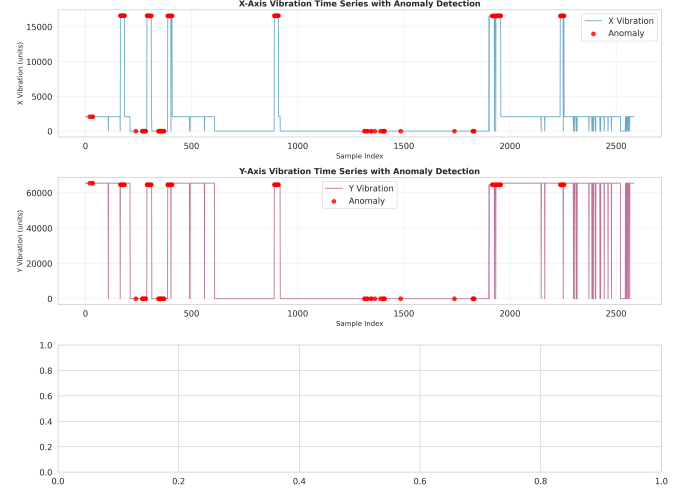 X-Axis Vibration Time Series with Anomaly Detection
X Vibration (units)
15000
10000
5000
0
X Vibration
Anomaly
0 500 1000 1500 2000 2500
Sample Index
Y-Axis Vibration Time Series with Anomaly Detection
Y Vibration (units)
60000
40000
20000
0
Y Vibration
Anomaly
0 500 1000 1500 2000 2500
Sample Index
1.0
0.8
0.6
0.4
0.2
0.0
0.0 0.2 0.4 0.6 0.8 1.0